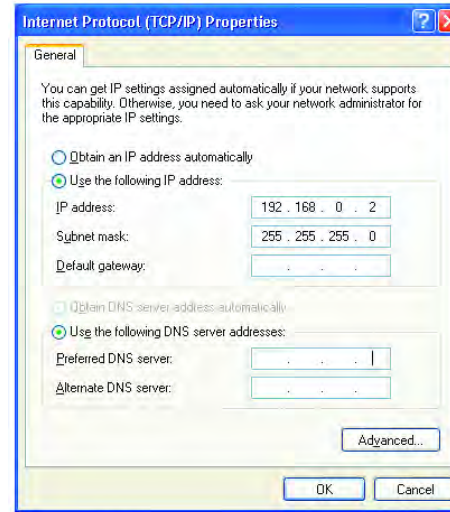 Internet Protocol (TCP/IP) Properties
General
You can get IP settings assigned automatically if your network supports
this capability. Otherwise, you need to ask your network administrator for
the appropriate IP settings.
Obtain an IP address automatically
Use the following IP address:
IP address: 192 . 168 . 0 . 2
Subnet mask: 255 . 255 . 255 . 0
Default gateway: . . .
Obtain DNS server address automatically
Use the following DNS server addresses:
Preferred DNS server: . . .
Alternate DNS server: . . .
Advanced...
OK Cancel